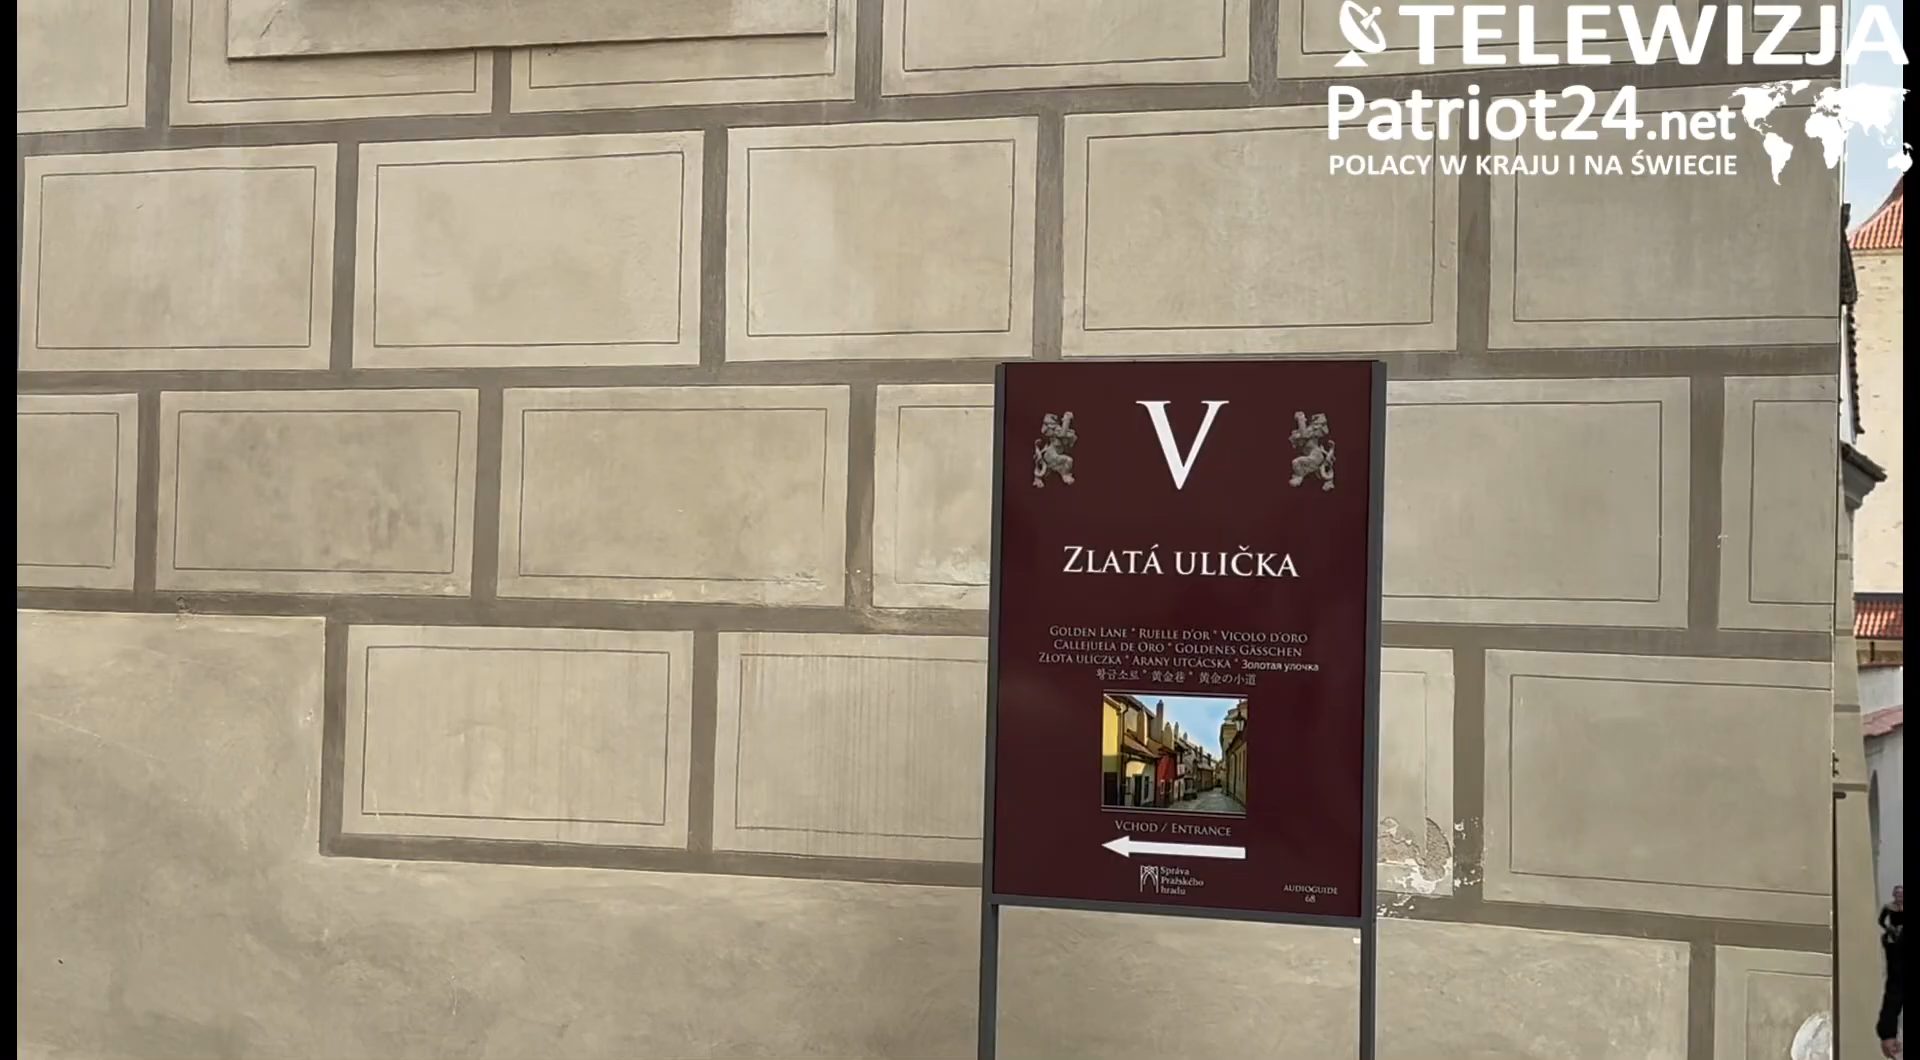 TELEWIZJA
Patriot24.net
POLACY W KRAJU I NA ŚWIECIE
V
ZLATÁ ULIČKA
GOLDEN LANE * RUELLE D'OR * VICOLO D'ORO
CALLEJUELA DE ORO * GOLDENES GÄSSCHEN
ZŁOTA ULICZKA * ARANY UTCÁCSKA * Золотая улочка
황금소로 * 黄金巷 * 黄金の小道
VCHOD / ENTRANCE
Správa
Pražského
hradu
AUDIOGUIDE
68